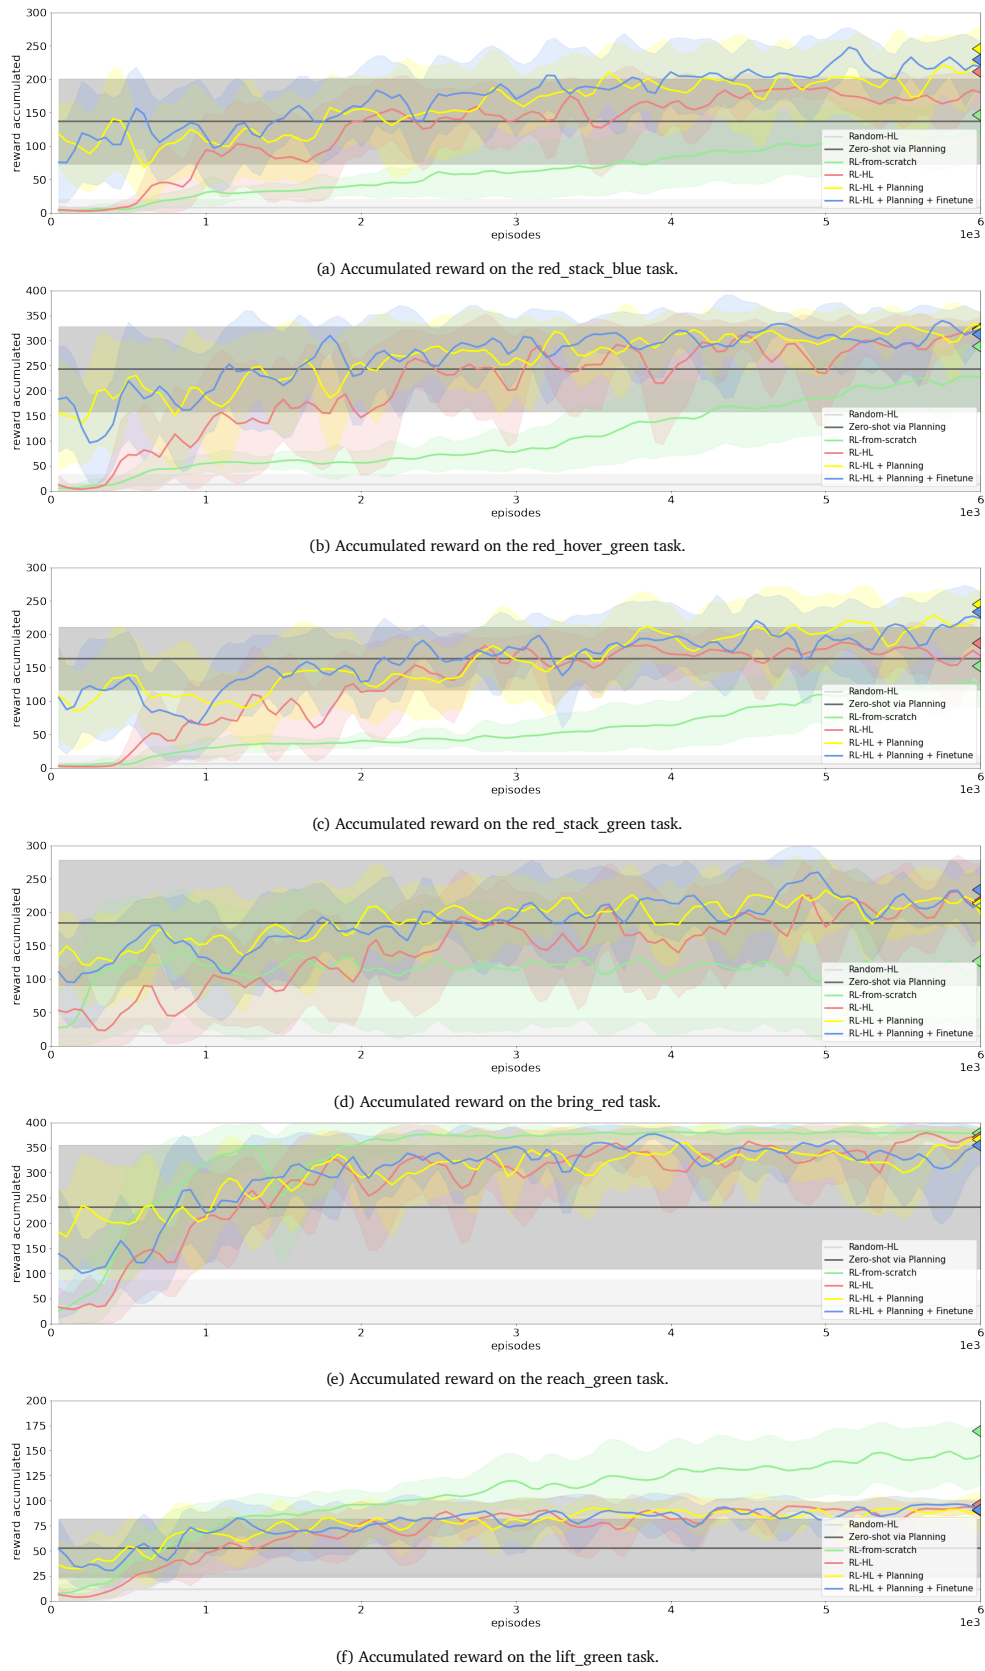 300
250
200
150
100
50
0
reward accumulated
Random-HL
Zero-shot via Planning
RL-from-scratch
RL-HL
RL-HL + Planning
RL-HL + Planning + Finetune
0 1 2 3 4 5 6
episodes
1e3
(a) Accumulated reward on the red_stack_blue task.
400
350
300
250
200
150
100
50
0
reward accumulated
Random-HL
Zero-shot via Planning
RL-from-scratch
RL-HL
RL-HL + Planning
RL-HL + Planning + Finetune
0 1 2 3 4 5 6
episodes
1e3
(b) Accumulated reward on the red_hover_green task.
300
250
200
150
100
50
0
reward accumulated
Random-HL
Zero-shot via Planning
RL-from-scratch
RL-HL
RL-HL + Planning
RL-HL + Planning + Finetune
0 1 2 3 4 5 6
episodes
1e3
(c) Accumulated reward on the red_stack_green task.
300
250
200
150
100
50
0
reward accumulated
Random-HL
Zero-shot via Planning
RL-from-scratch
RL-HL
RL-HL + Planning
RL-HL + Planning + Finetune
0 1 2 3 4 5 6
episodes
1e3
(d) Accumulated reward on the bring_red task.
400
350
300
250
200
150
100
50
0
reward accumulated
Random-HL
Zero-shot via Planning
RL-from-scratch
RL-HL
RL-HL + Planning
RL-HL + Planning + Finetune
0 1 2 3 4 5 6
episodes
1e3
(e) Accumulated reward on the reach_green task.
200
175
150
125
100
75
50
25
0
reward accumulated
Random-HL
Zero-shot via Planning
RL-from-scratch
RL-HL
RL-HL + Planning
RL-HL + Planning + Finetune
0 1 2 3 4 5 6
episodes
1e3
(f) Accumulated reward on the lift_green task.